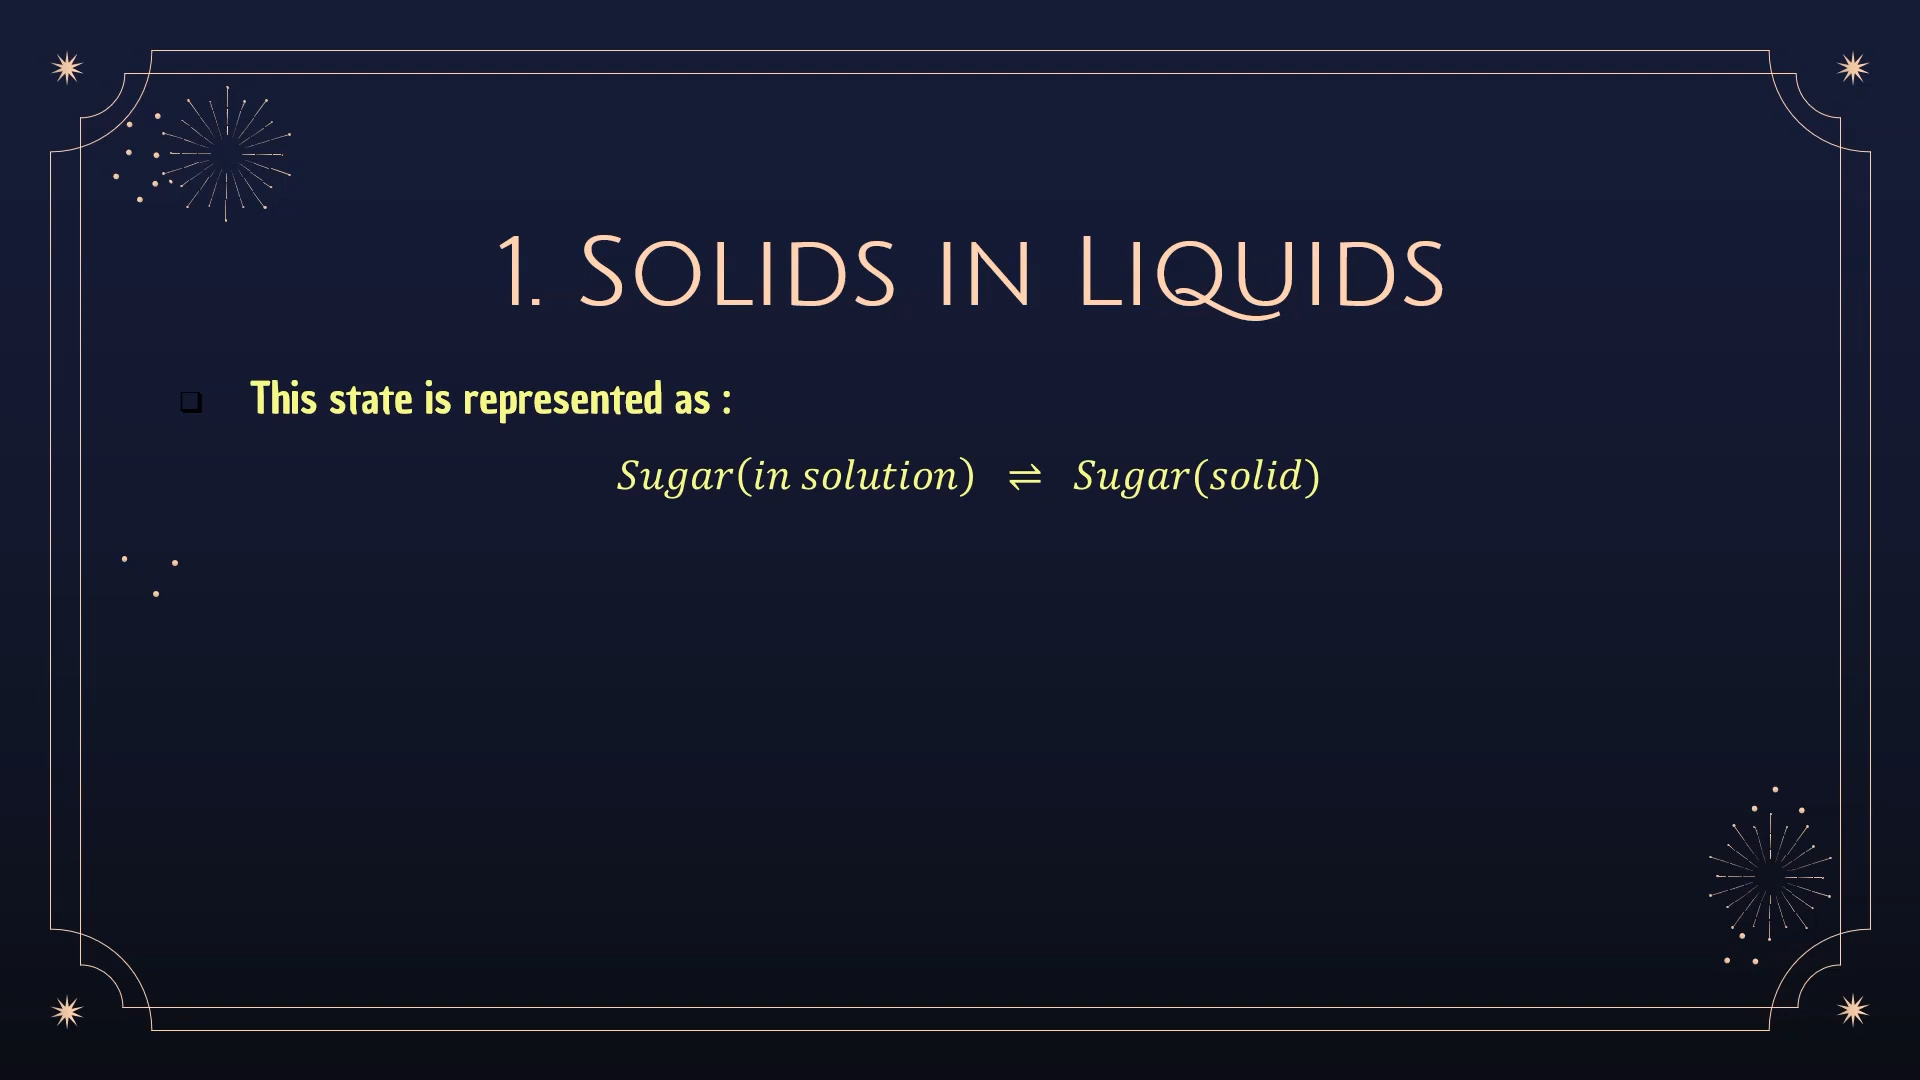 1. Solids in Liquids
This state is represented as :
Sugar(in solution) ⇌ Sugar(solid)